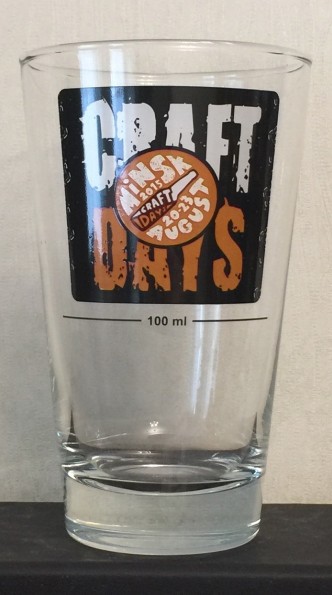 CRAFT
MINSK
2015
CRAFT
DAYS
20-23
AUGUST
DAYS
100 ml